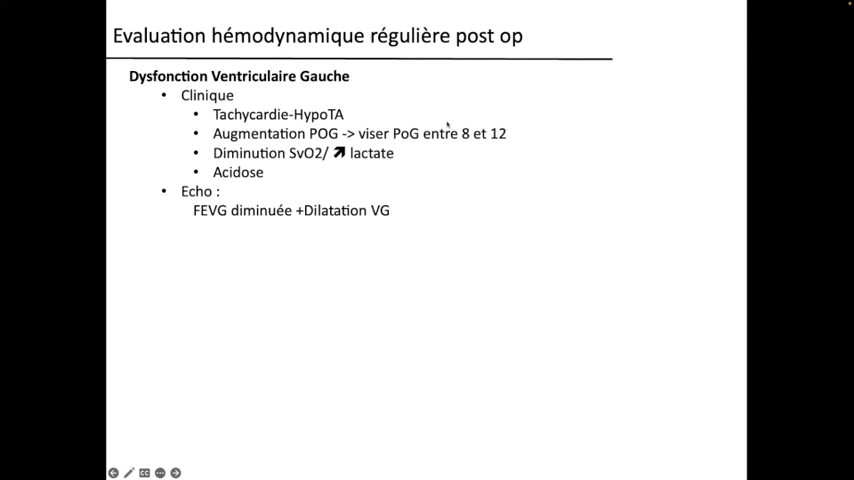 Evaluation hémodynamique régulière post op
Dysfonction Ventriculaire Gauche
• Clinique
• Tachycardie-HypoTA
• Augmentation POG -> viser PoG entre 8 et 12
• Diminution SvO2/ ↗ lactate
• Acidose
• Echo :
FEVG diminuée +Dilatation VG